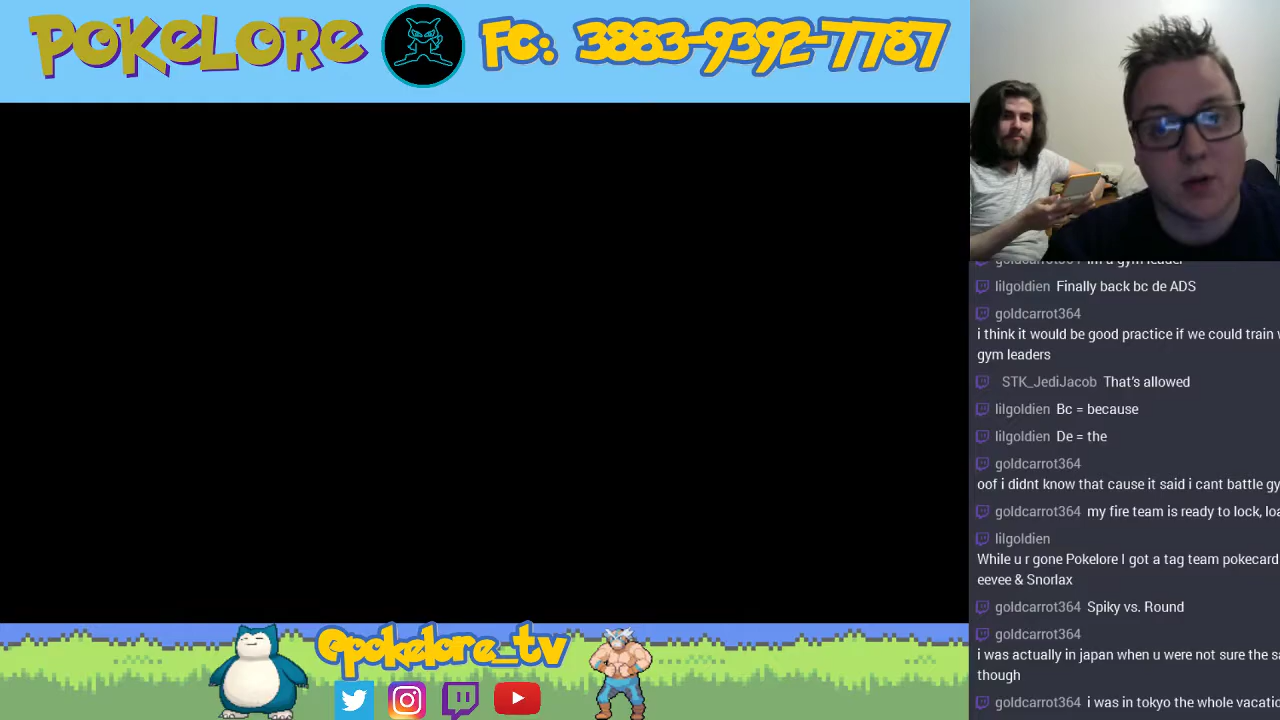 POKELORE
FC: 3883-9392-7787
goldcarrot364 im a gym leader
lilgoldien Finally back bc de ADS
goldcarrot364
i think it would be good practice if we could train
gym leaders
STK_JediJacob That's allowed
lilgoldien Bc = because
lilgoldien De = the
goldcarrot364
oof i didnt know that cause it said i cant battle
goldcarrot364 my fire team is ready to lock,
lilgoldien
While u r gone Pokelore I got a tag team pokecard
eevee & Snorlax
goldcarrot364 Spiky vs. Round
goldcarrot364
i was actually in japan when u were not sure the
though
goldcarrot364 i was in tokyo the whole
@pokelore_tv